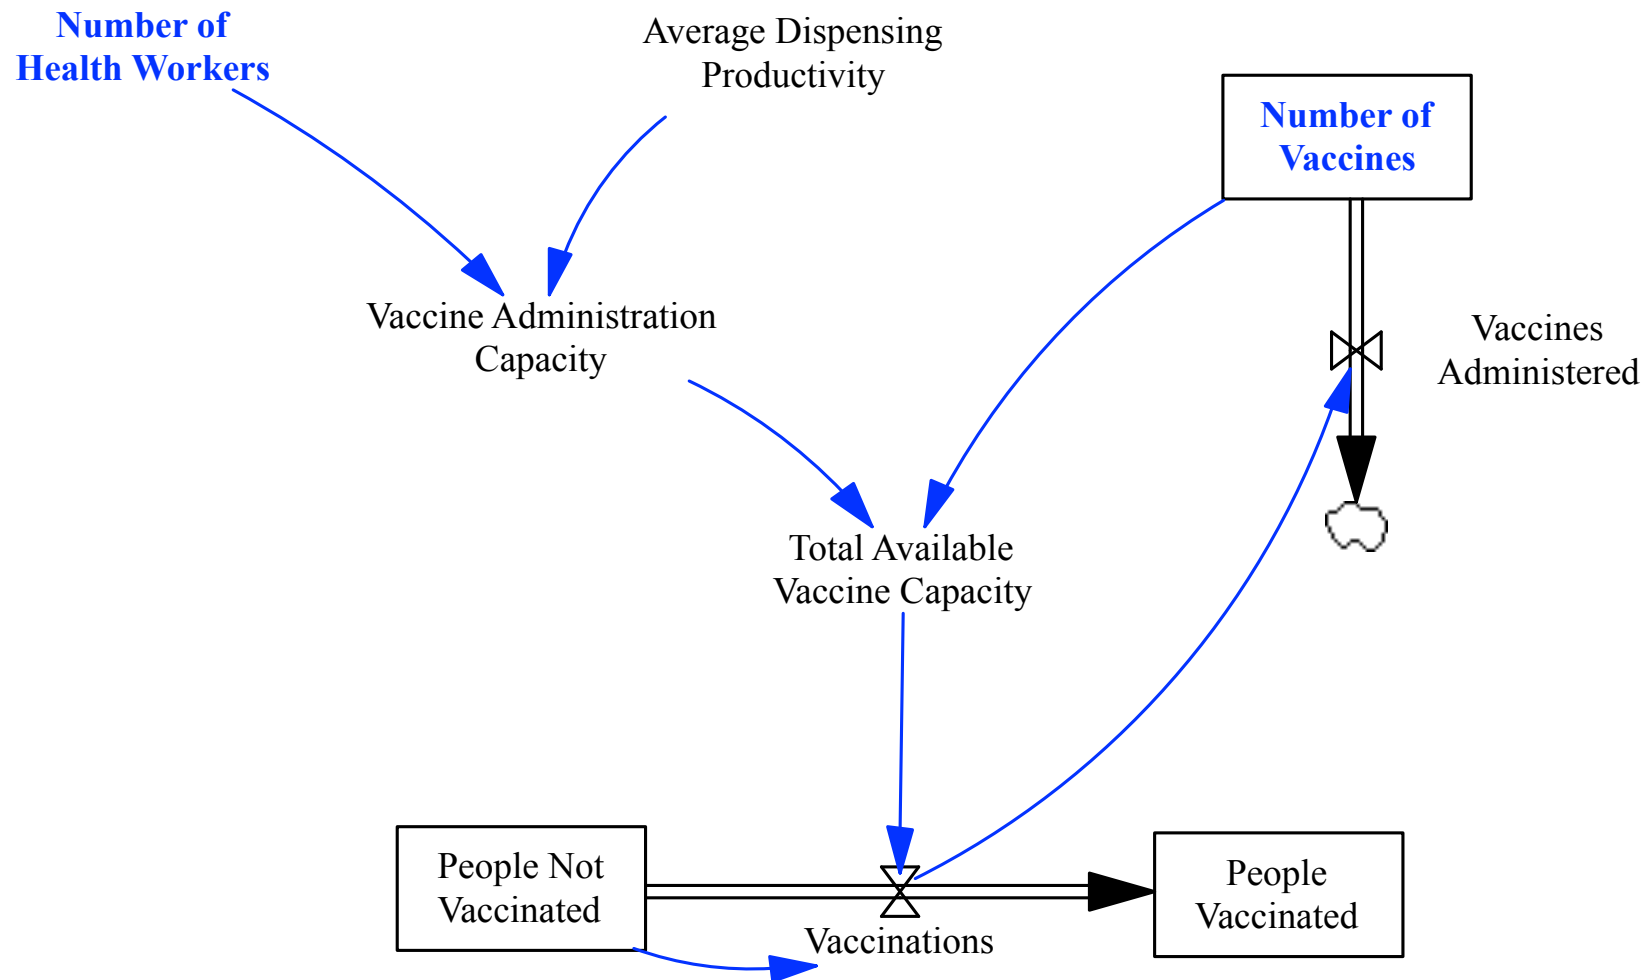 Number of
Health Workers
Average Dispensing
Productivity
Number of
Vaccines
Vaccine Administration
Capacity
Vaccines
Administered
Total Available
Vaccine Capacity
People Not
Vaccinated
Vaccinations
People
Vaccinated